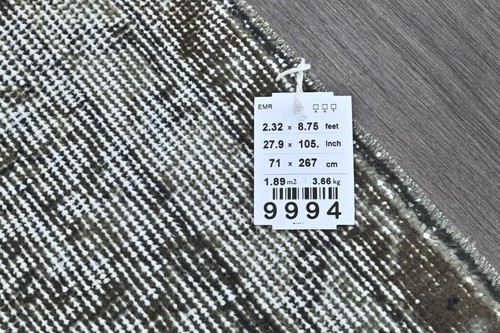 EMR
2.32 x 8.75 feet
27.9 x 105. Inch
71 x 267 cm
1.89 m2 3.66 kg
9994